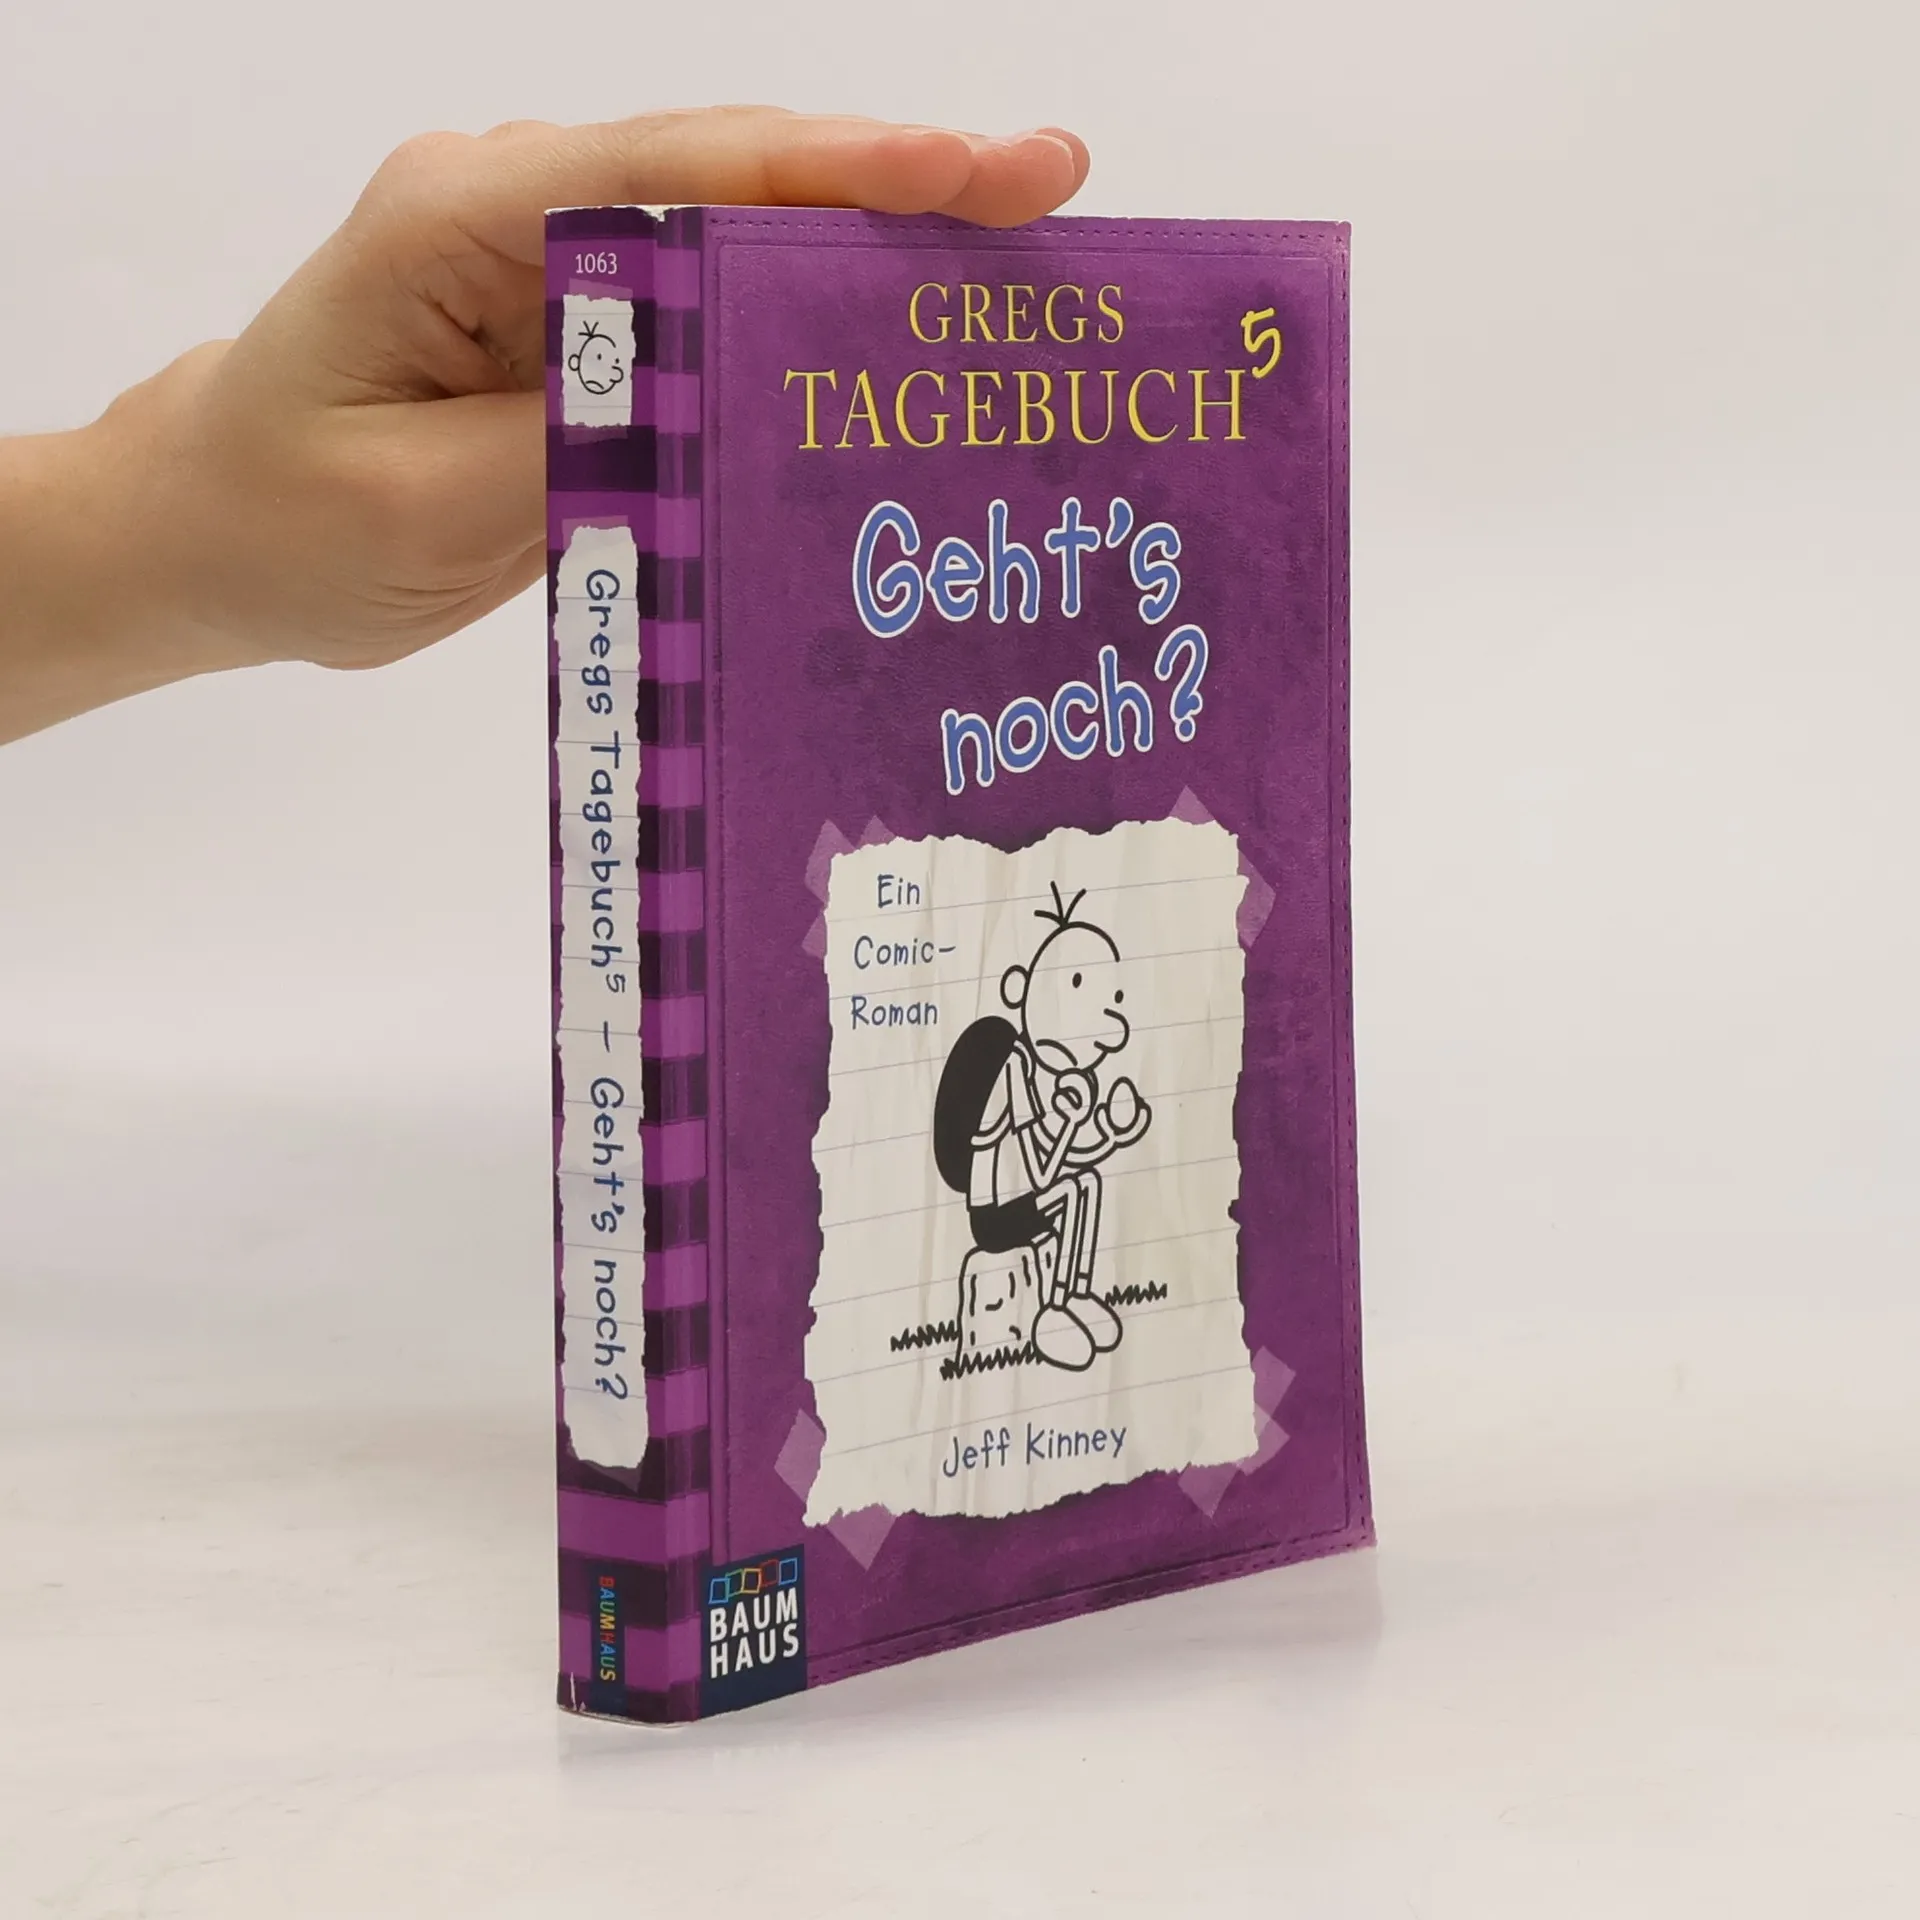 1063
Gregs Tagebuch⁵ – Geht's noch?
BAUMHAUS
GREGS
TAGEBUCH⁵
Geht's
noch?
Ein
Comic-
Roman
Jeff Kinney
BAUM
HAUS